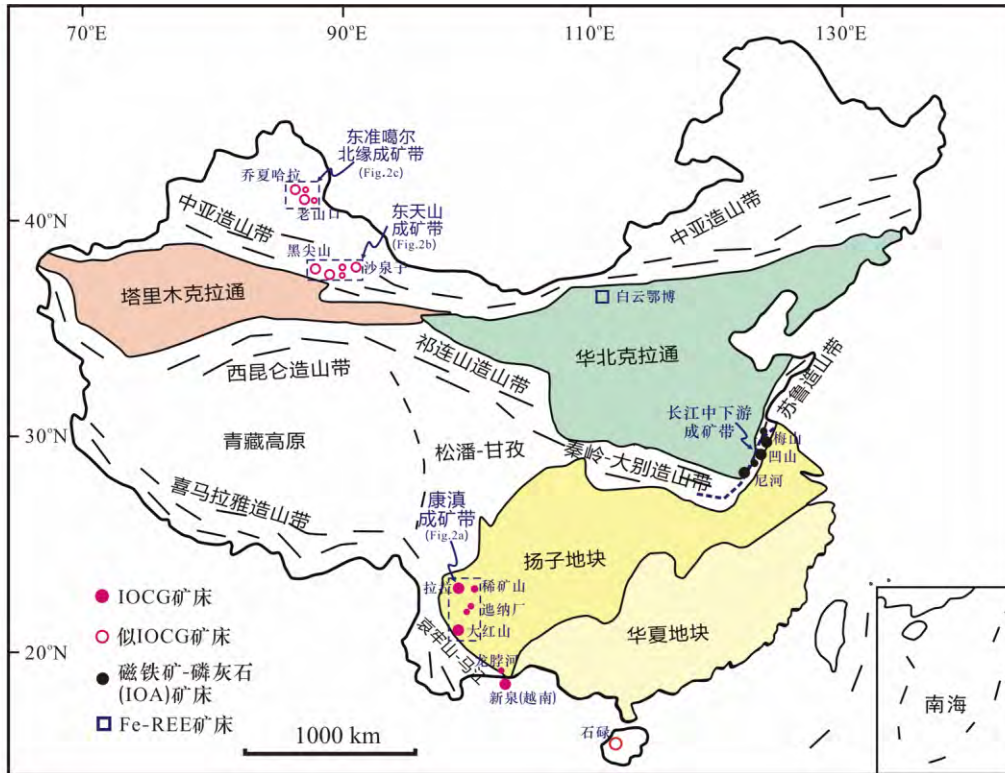 70°E
90°E
110°E
130°E
40°N
30°N
20°N
东准噶尔
北缘成矿带
(Fig.2c)
乔夏哈拉
老山口
中亚造山带
东天山
成矿带
(Fig.2b)
黑尖山
沙泉子
中亚造山带
塔里木克拉通
白云鄂博
华北克拉通
祁连山造山带
西昆仑造山带
苏鲁造山带
长江中下游
成矿带
梅山
凹山
尼河
青藏高原
松潘-甘孜
秦岭-大别造山带
喜马拉雅造山带
康滇
成矿带
(Fig.2a)
扬子地块
拉拉
稀矿山
迤纳厂
大红山
华夏地块
哀牢山-马江
龙脖河
新泉(越南)
石碌
南海
IOCG矿床
似IOCG矿床
磁铁矿-磷灰石
(IOA)矿床
Fe-REE矿床
1000 km